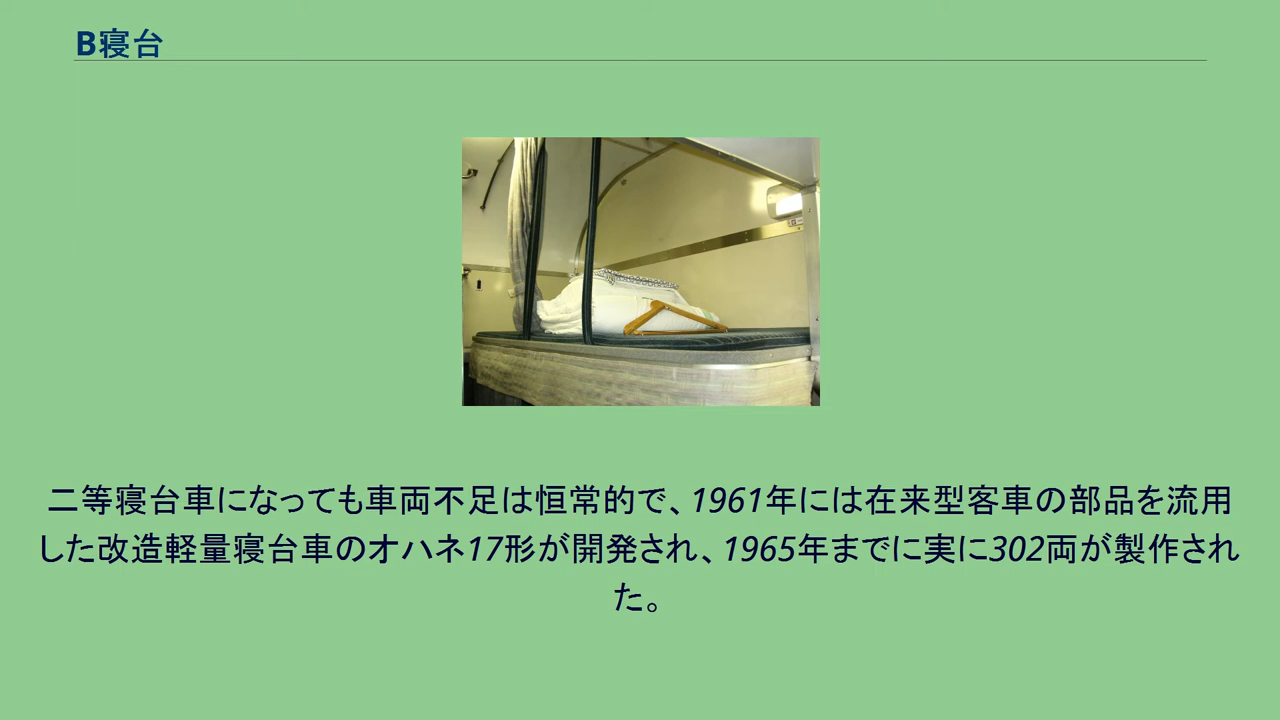 B寝台
二等寝台車になっても車両不足は恒常的で、1961年には在来型客車の部品を流用
した改造軽量寝台車のオハネ17形が開発され、1965年までに実に302両が製作され
た。